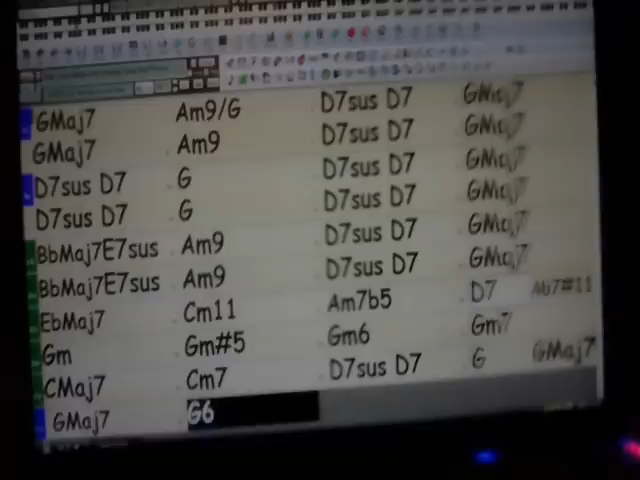 GMaj7 Am9/G D7sus D7 GMaj7
GMaj7 Am9 D7sus D7 GMaj7
D7sus D7 G D7sus D7 GMaj7
D7sus D7 G D7sus D7 GMaj7
BbMaj7E7sus Am9 D7sus D7 GMaj7
BbMaj7E7sus Am9 D7sus D7 GMaj7
EbMaj7 Cm11 Am7b5 D7 Ab7#11
Gm Gm#5 Gm6 Gm7
CMaj7 Cm7 D7sus D7 G GMaj7
GMaj7 G6